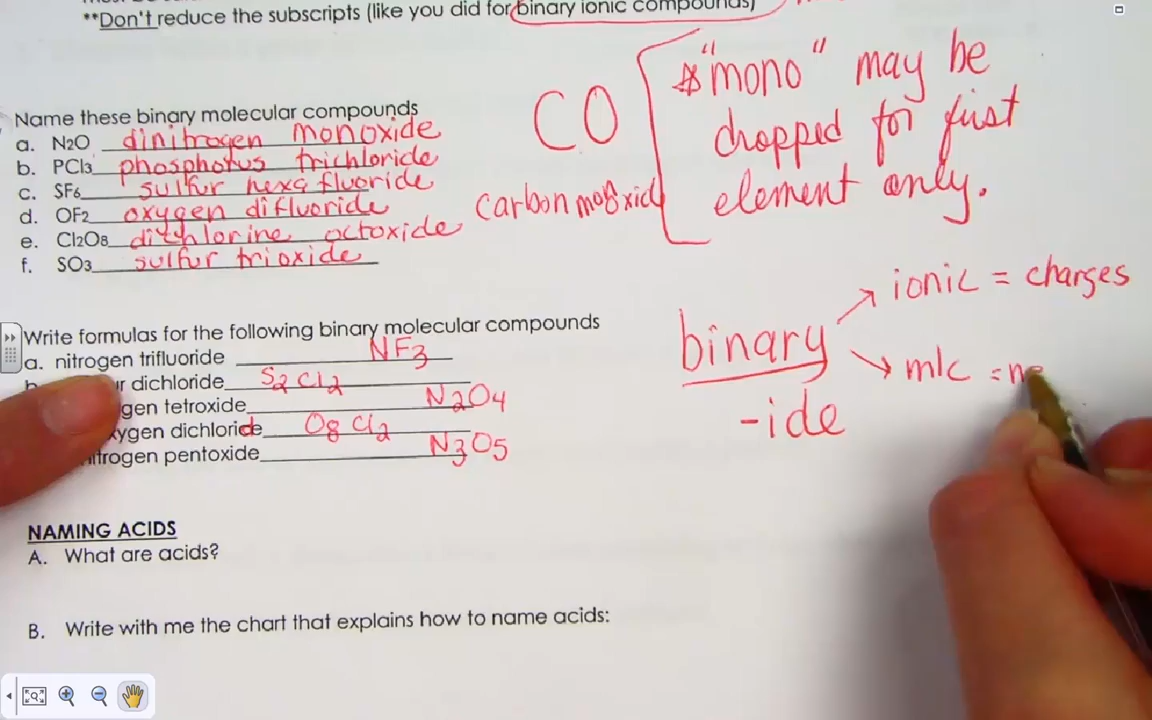 **Don't reduce the subscripts (like you did for binary ionic compounds)
Name these binary molecular compounds
a. N2O dinitrogen monoxide
b. PCl3 phosphorus trichloride
c. SF6 sulfur hexafluoride
d. OF2 oxygen difluoride
e. Cl2O8 dichlorine octoxide
f. SO3 sulfur trioxide
CO
carbon monoxid
"mono" may be
dropped for first
element only.
Write formulas for the following binary molecular compounds
a. nitrogen trifluoride NF3
r dichloride S2Cl2
gen tetroxide N2O4
xygen dichloride O8Cl2
itrogen pentoxide N3O5
binary
-ide
ionic = charges
mlc = n
NAMING ACIDS
A. What are acids?
B. Write with me the chart that explains how to name acids: